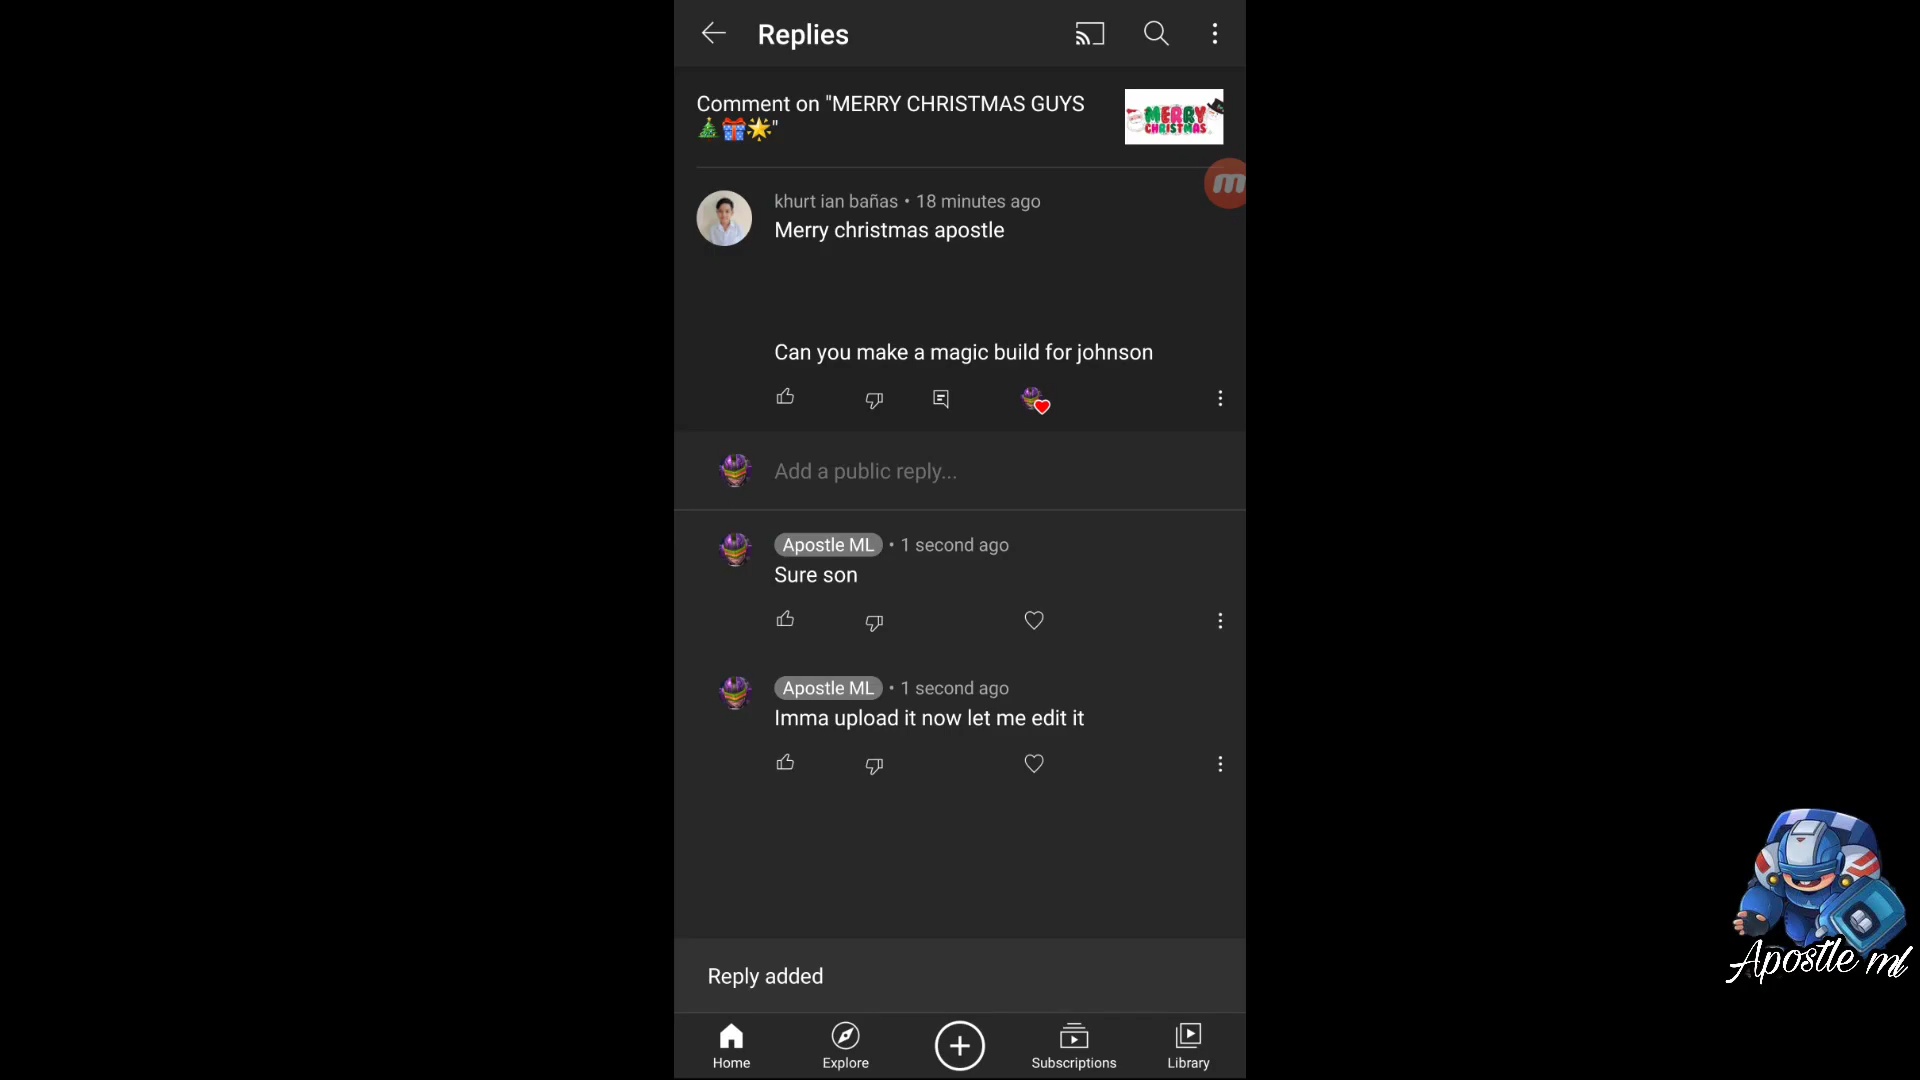 Replies
Comment on "MERRY CHRISTMAS GUYS
🎄🎁🌟"
MERRY
CHRISTMAS
m
khurt ian bañas • 18 minutes ago
Merry christmas apostle
Can you make a magic build for johnson
Add a public reply...
Apostle ML • 1 second ago
Sure son
Apostle ML • 1 second ago
Imma upload it now let me edit it
Apostle ml
Reply added
Home
Explore
Subscriptions
Library